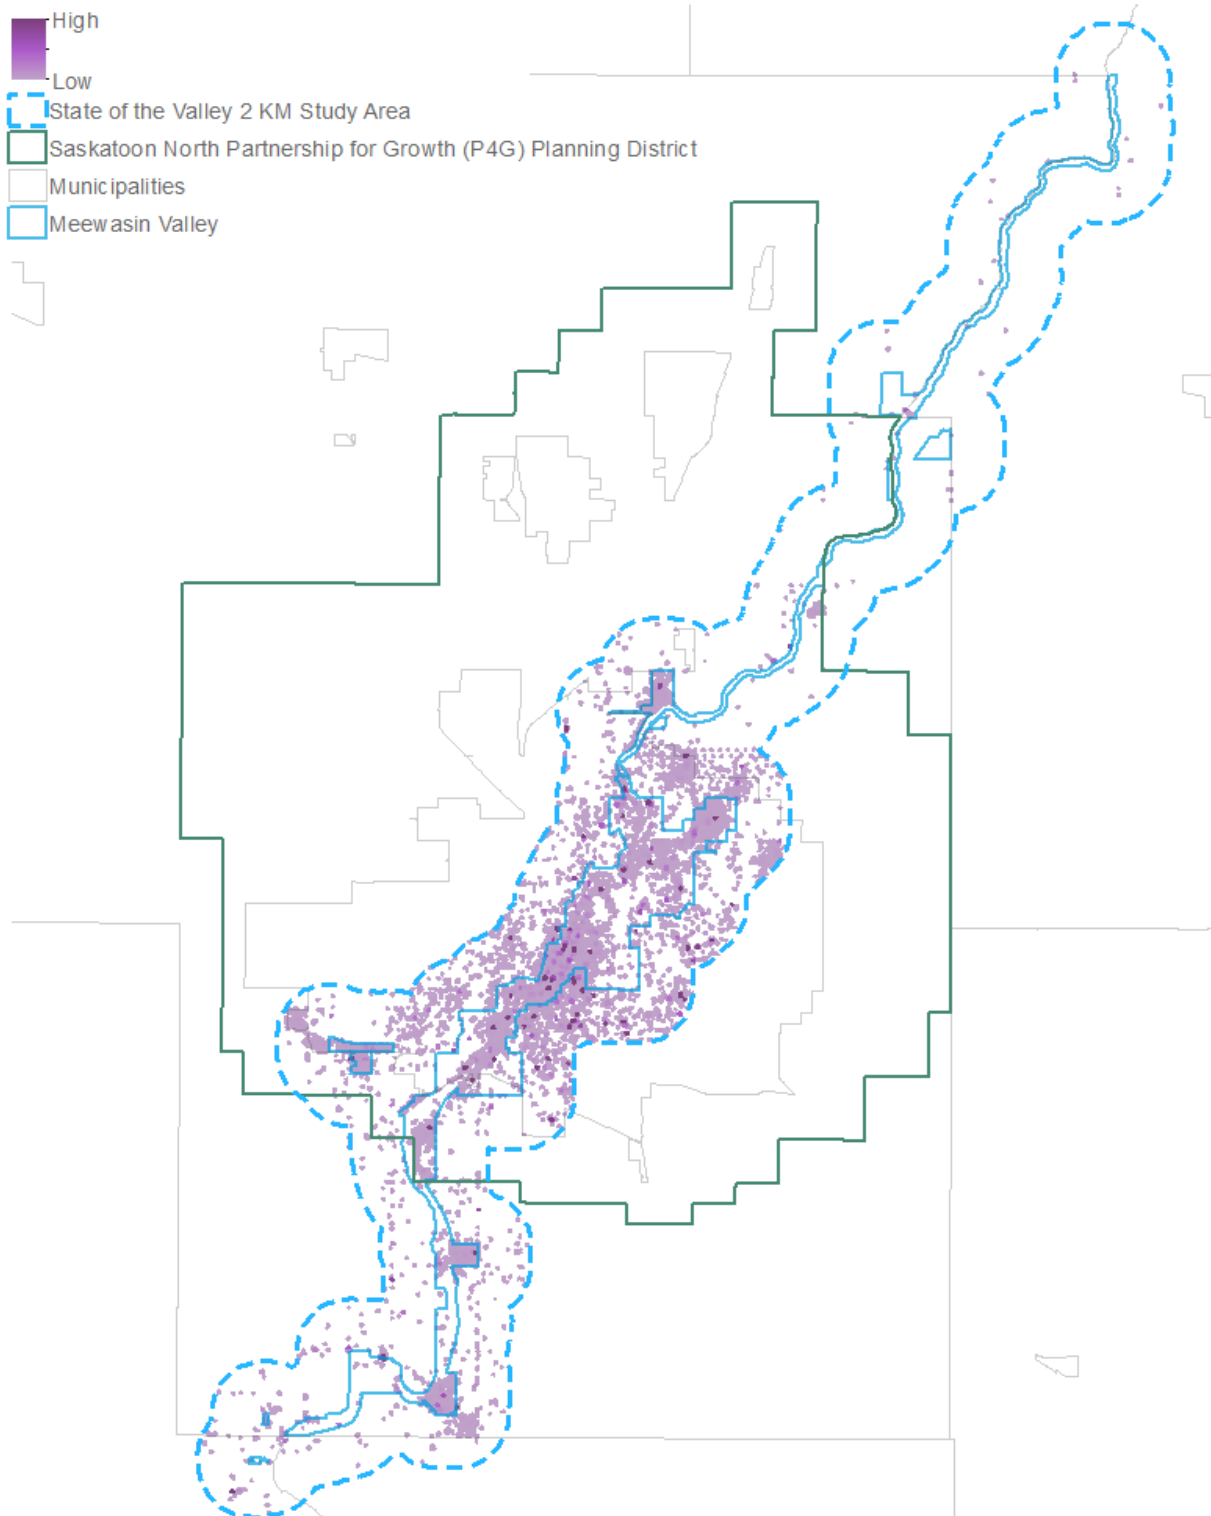 High
Low
State of the Valley 2 KM Study Area
Saskatoon North Partnership for Growth (P4G) Planning District
Municipalities
Meewasin Valley